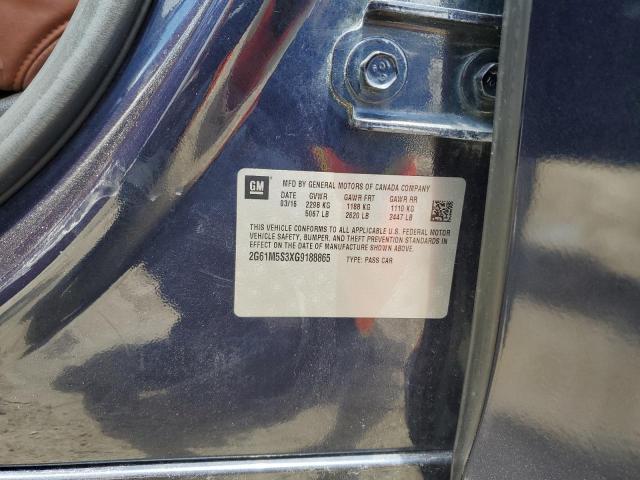 GM
MFD BY GENERAL MOTORS OF CANADA COMPANY
DATE GVWR GAWR FRT GAWR RR
03/16 2298 KG 1188 KG 1110 KG
5067 LB 2620 LB 2447 LB
THIS VEHICLE CONFORMS TO ALL APPLICABLE U.S. FEDERAL MOTOR
VEHICLE SAFETY, BUMPER, AND THEFT PREVENTION STANDARDS IN
EFFECT ON THE DATE OF MANUFACTURE SHOWN ABOVE.
2G61M5S3XG9188865 TYPE: PASS CAR